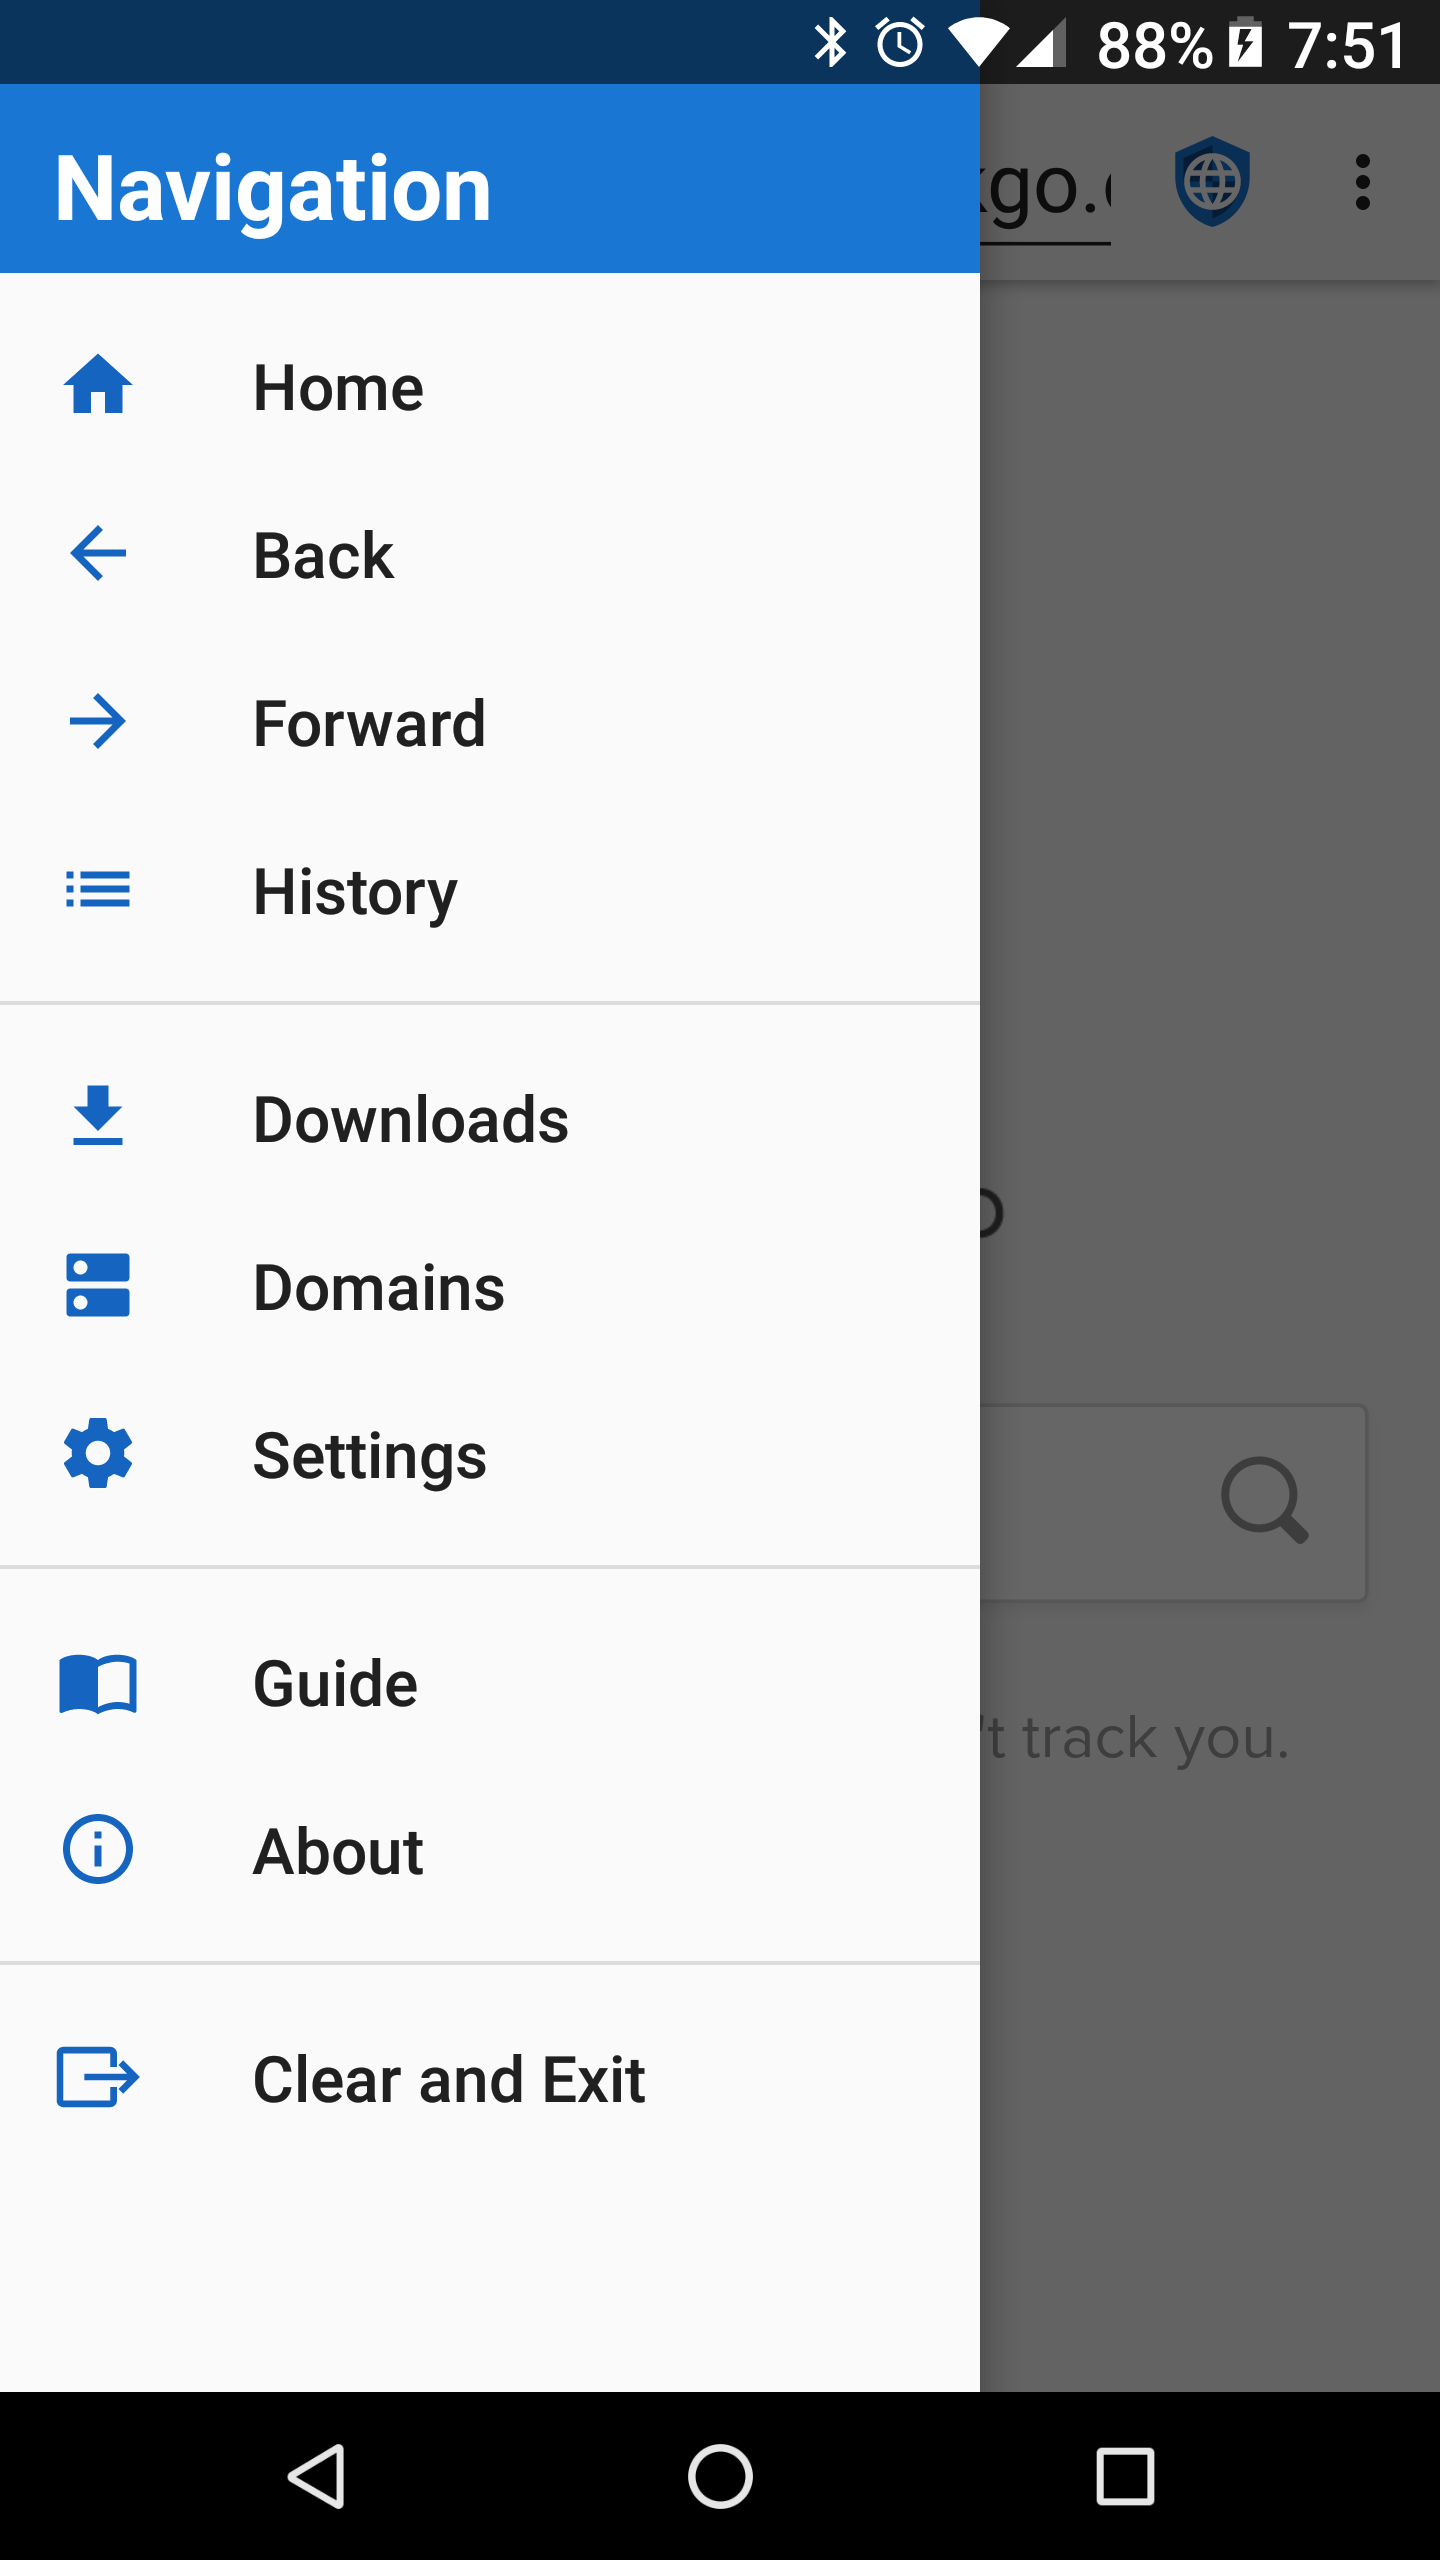 88% 7:51
Navigation
kgo.
Home
Back
Forward
History
Downloads
Domains
Settings
't track you.
Guide
About
Clear and Exit